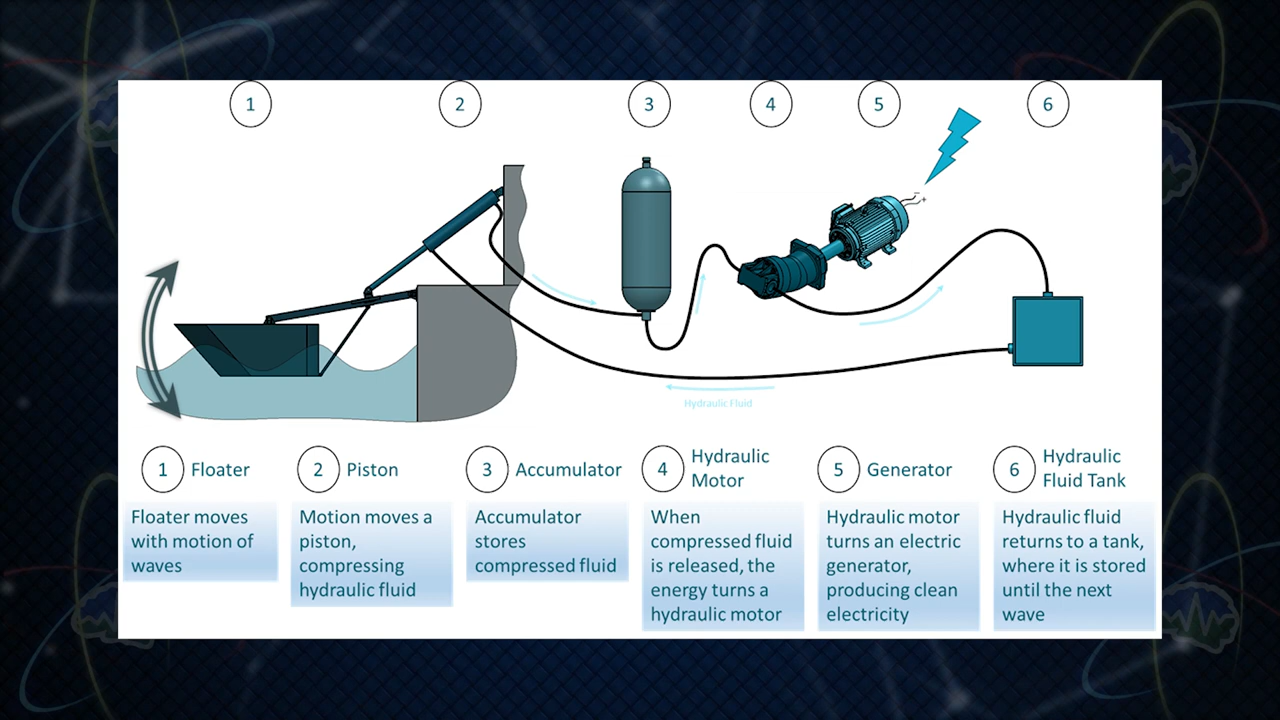 1
2
3
4
5
6
Hydraulic Fluid
1 Floater
Floater moves
with motion of
waves
2 Piston
Motion moves a
piston,
compressing
hydraulic fluid
3 Accumulator
Accumulator
stores
compressed fluid
4 Hydraulic
Motor
When
compressed fluid
is released, the
energy turns a
hydraulic motor
5 Generator
Hydraulic motor
turns an electric
generator,
producing clean
electricity
6 Hydraulic
Fluid Tank
Hydraulic fluid
returns to a tank,
where it is stored
until the next
wave